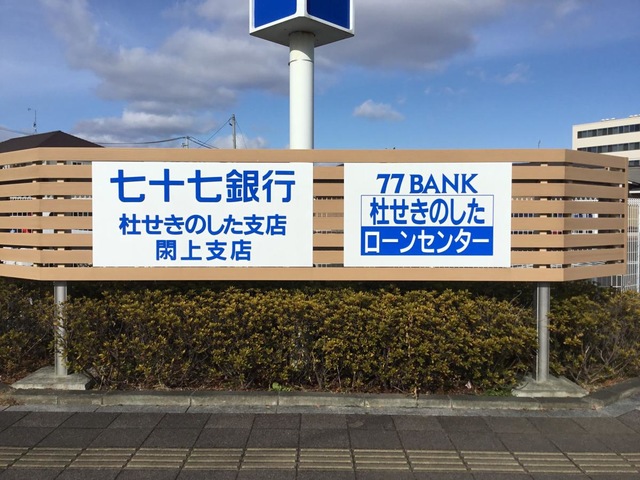 七十七銀行
杜せきのした支店
閖上支店
77 BANK
杜せきのした
ローンセンター